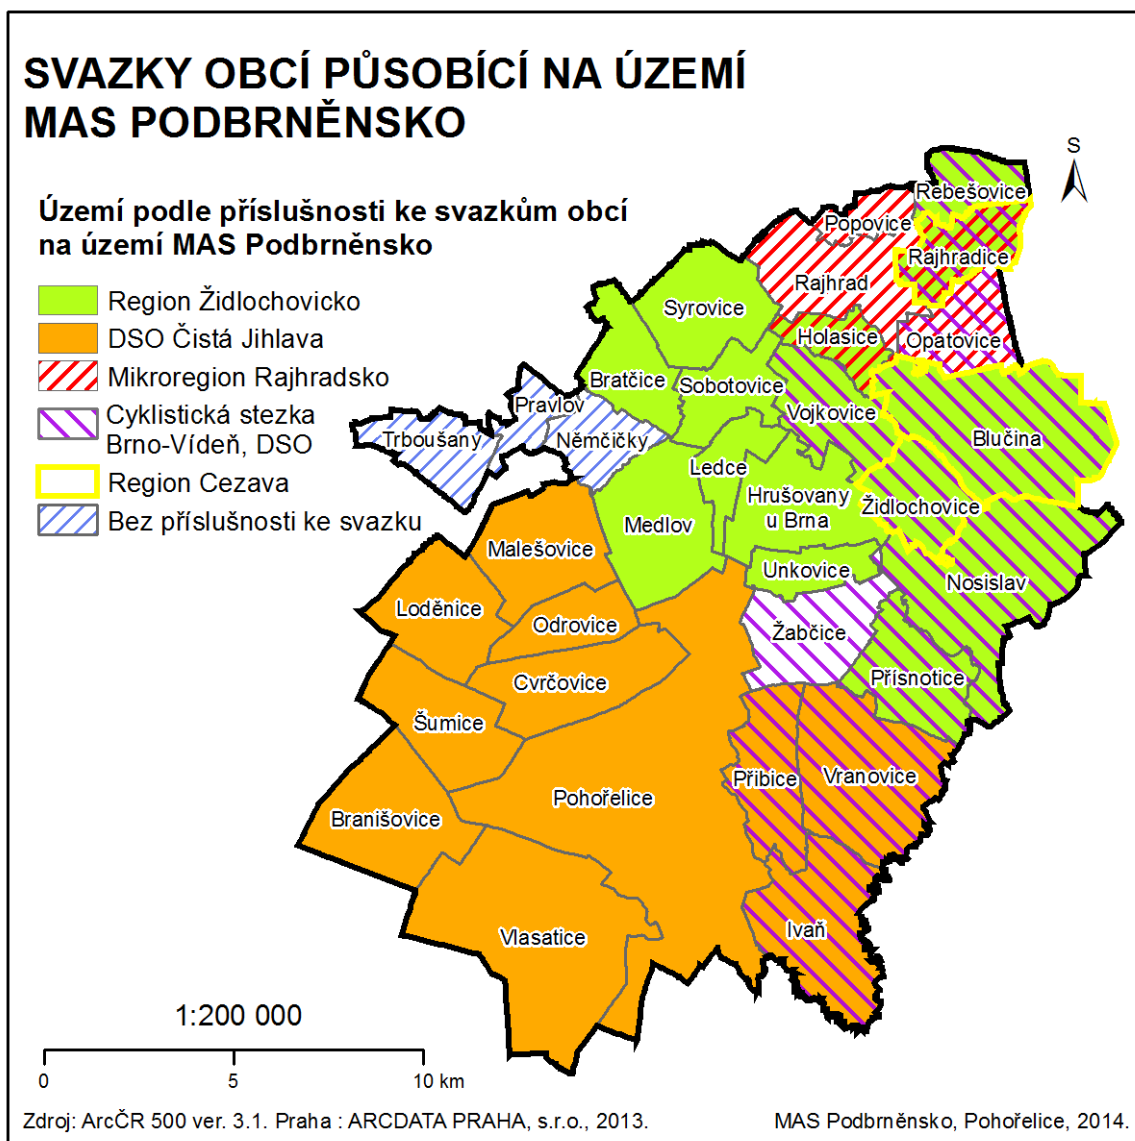 SVAZKY OBCÍ PŮSOBÍCÍ NA ÚZEMÍ
MAS PODBRNĚNSKO
S
Území podle příslušnosti ke svazkům obcí
na území MAS Podbrněnsko
Region Židlochovicko
DSO Čistá Jihlava
Mikroregion Rajhradsko
Cyklistická stezka
Brno-Vídeň, DSO
Region Cezava
Bez příslušnosti ke svazku
Rebešovice
Popovice
Rajhradice
Rajhrad
Syrovice
Holasice
Opatovice
Bratčice
Sobotovice
Pravlov
Vojkovice
Trboušany
Němčičky
Blučina
Ledce
Hrušovany
u Brna
Židlochovice
Medlov
Malešovice
Unkovice
Nosislav
Loděnice
Odrovice
Žabčice
Cvrčovice
Přísnotice
Šumice
Přibice
Vranovice
Pohořelice
Branišovice
Ivaň
Vlasatice
1:200 000
0 5 10 km
Zdroj: ArcČR 500 ver. 3.1. Praha : ARCDATA PRAHA, s.r.o., 2013.
MAS Podbrněnsko, Pohořelice, 2014.